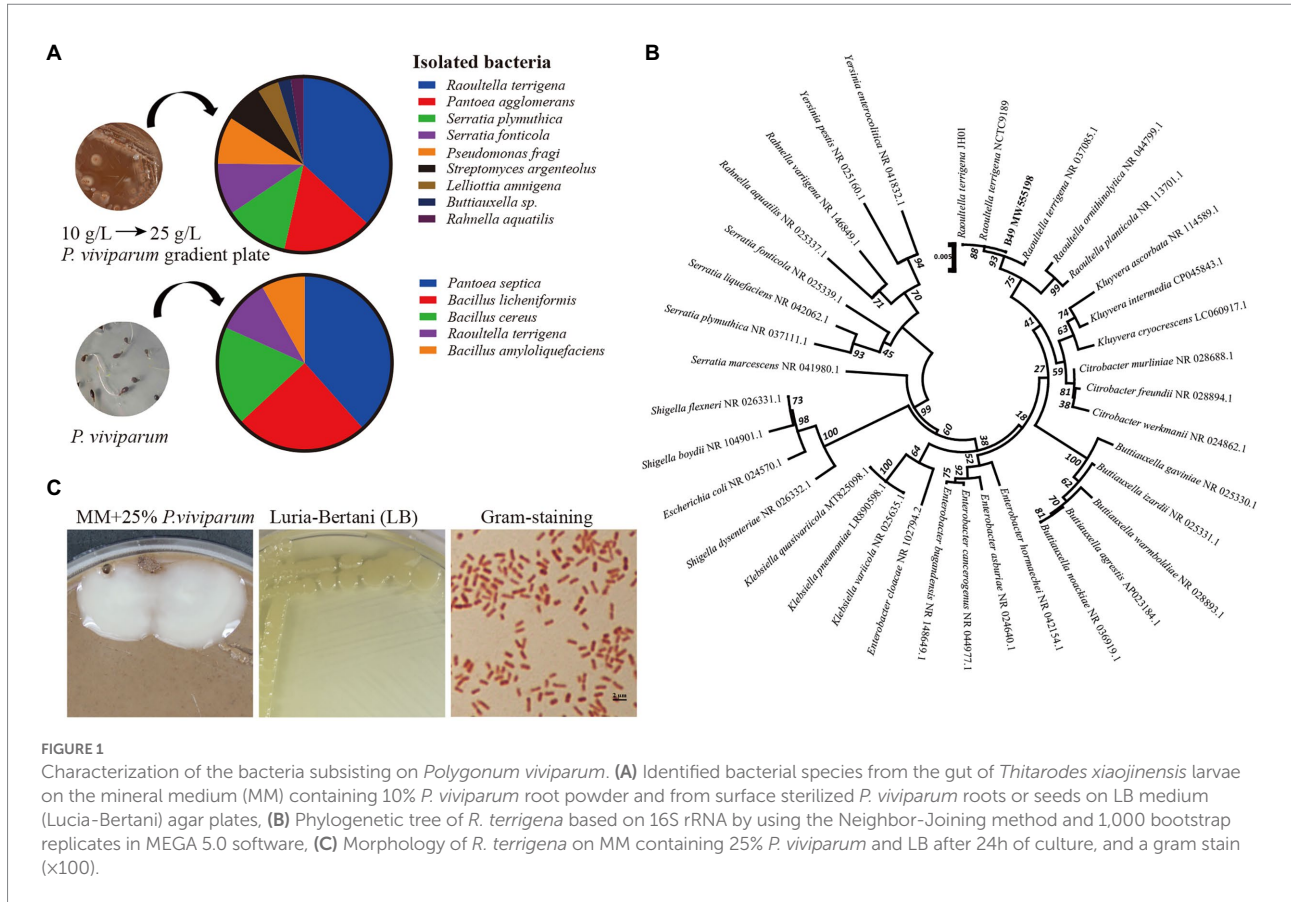 A
Isolated bacteria
Raoultella terrigena
Pantoea agglomerans
Serratia plymuthica
Serratia fonticola
Pseudomonas fragi
Streptomyces argenteolus
Lelliottia amnigena
Buttiauxella sp.
Rahnella aquatilis
10 g/L → 25 g/L
P. viviparum gradient plate
Pantoea septica
Bacillus licheniformis
Bacillus cereus
Raoultella terrigena
Bacillus amyloliquefaciens
P. viviparum
B
Yersinia enterocolitica NR 041832.1
Yersinia pestis NR 025160.1
Rahnella variigena NR 146849.1
Rahnella aquatilis NR 025337.1
Serratia fonticola NR 025339.1
Serratia liquefaciens NR 042062.1
Serratia plymuthica NR 037111.1
Serratia marcescens NR 041980.1
Shigella flexneri NR 026331.1
Shigella boydii NR 104901.1
Escherichia coli NR 024570.1
Shigella dysenteriae NR 026332.1
Klebsiella quasivariicola MT825098.1
Klebsiella pneumoniae LR890598.1
Klebsiella variicola NR 025635.1
Enterobacter cloacae NR 102794.2
Enterobacter bugandensis NR 148649.1
Enterobacter cancerogenus NR 044977.1
Enterobacter asburiae NR 024640.1
Enterobacter hormaechei NR 042154.1
Buttiauxella noackiae NR 036919.1
Buttiauxella agrestis AP023184.1
Buttiauxella warmboldiae NR 028893.1
Buttiauxella izardii NR 025331.1
Buttiauxella gaviniae NR 025330.1
Citrobacter werkmanii NR 024862.1
Citrobacter freundii NR 028894.1
Citrobacter murliniae NR 028688.1
Kluyvera cryocrescens LC060917.1
Kluyvera intermedia CP045843.1
Kluyvera ascorbata NR 114589.1
Raoultella planticola NR 113701.1
Raoultella ornithinolytica NR 044799.1
Raoultella terrigena NR 037085.1
B49 MW555198
Raoultella terrigena NCTC9189
Raoultella terrigena JH01
0.005
88
93
75
99
41
74
63
59
81
38
27
18
100
62
70
81
38
52
92
75
60
64
100
99
73
98
100
94
70
71
45
93
C
MM+25% P.viviparum
Luria-Bertani (LB)
Gram-staining
2 μm
FIGURE 1
Characterization of the bacteria subsisting on Polygonum viviparum. (A) Identified bacterial species from the gut of Thitarodes xiaojinensis larvae
on the mineral medium (MM) containing 10% P. viviparum root powder and from surface sterilized P. viviparum roots or seeds on LB medium
(Lucia-Bertani) agar plates, (B) Phylogenetic tree of R. terrigena based on 16S rRNA by using the Neighbor-Joining method and 1,000 bootstrap
replicates in MEGA 5.0 software, (C) Morphology of R. terrigena on MM containing 25% P. viviparum and LB after 24h of culture, and a gram stain
(×100).